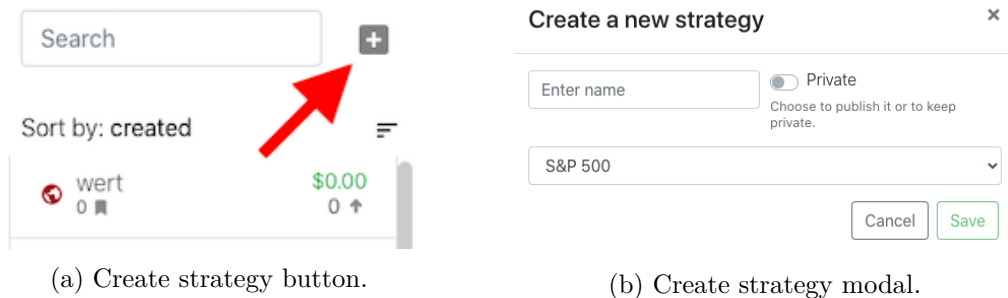 Search
Sort by: created
wert
$0.00
0
0
(a) Create strategy button.
Create a new strategy
Enter name
Private
Choose to publish it or to keep
private.
S&P 500
Cancel
Save
(b) Create strategy modal.